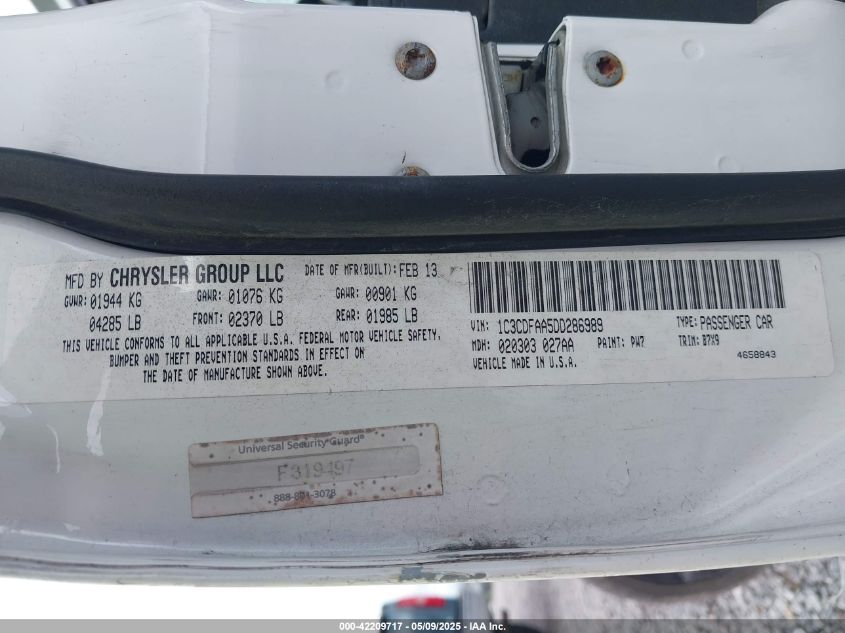 MFD BY CHRYSLER GROUP LLC DATE OF MFR(BUILT): FEB 13
GVWR: 01944 KG GAWR: 01076 KG GAWR: 00901 KG
04285 LB FRONT: 02370 LB REAR: 01985 LB
THIS VEHICLE CONFORMS TO ALL APPLICABLE U.S.A. FEDERAL MOTOR VEHICLE SAFETY,
BUMPER AND THEFT PREVENTION STANDARDS IN EFFECT ON
THE DATE OF MANUFACTURE SHOWN ABOVE.
VIN: 1C3CDFAA5DD286989 TYPE: PASSENGER CAR
MDH: 020303 027AA PAINT: PW7 TRIM: B7X9
VEHICLE MADE IN U.S.A. 4658843
Universal Security Guard®
F319497
000-42209717 - 05/09/2025 - IAA Inc.